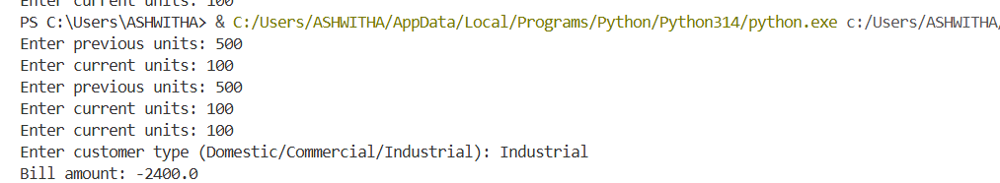 Enter current units: 100
PS C:\Users\ASHWITHA> & C:/Users/ASHWITHA/AppData/Local/Programs/Python/Python314/python.exe c:/Users/ASHWITHA/
Enter previous units: 500
Enter current units: 100
Enter previous units: 500
Enter current units: 100
Enter current units: 100
Enter customer type (Domestic/Commercial/Industrial): Industrial
Bill amount: -2400.0